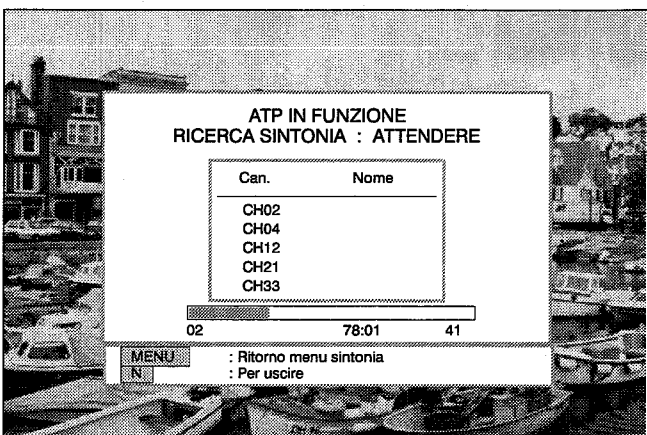 ATP IN FUNZIONE
RICERCA SINTONIA : ATTENDERE
Can. Nome
CH02
CH04
CH12
CH21
CH33
02 78:01 41
MENU : Ritorno menu sintonia
N : Per uscire